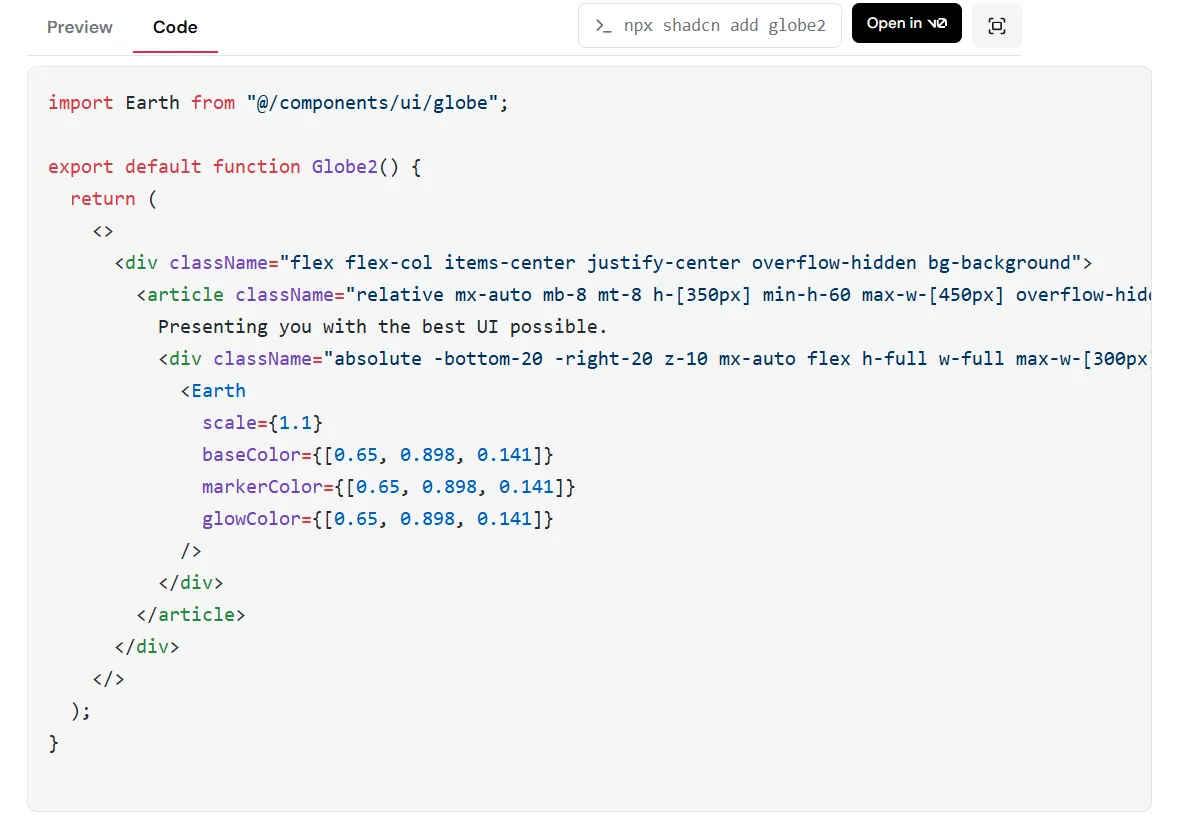 Preview Code >_ npx shadcn add globe2 Open in v0
import Earth from "@/components/ui/globe";
export default function Globe2() {
return (
<>
<div className="flex flex-col items-center justify-center overflow-hidden bg-background">
<article className="relative mx-auto mb-8 mt-8 h-[350px] min-h-60 max-w-[450px] overflow-hid
Presenting you with the best UI possible.
<div className="absolute -bottom-20 -right-20 z-10 mx-auto flex h-full w-full max-w-[300px]
<Earth
scale={1.1}
baseColor={[0.65, 0.898, 0.141]}
markerColor={[0.65, 0.898, 0.141]}
glowColor={[0.65, 0.898, 0.141]}
/>
</div>
</article>
</div>
</>
);
}